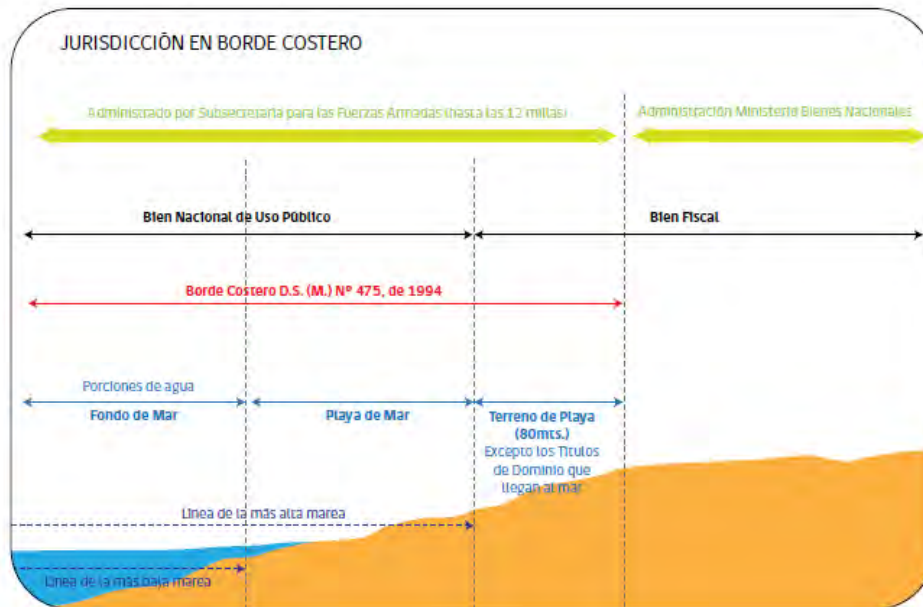 JURISDICCIÓN EN BORDE COSTERO
Administrado por Subsecretaría para las Fuerzas Armadas (hasta las 12 millas)
Administración Ministerio Bienes Nacionales
Bien Nacional de Uso Público
Bien Fiscal
Borde Costero D.S. (M.) Nº 475, de 1994
Porciones de agua
Fondo de Mar
Playa de Mar
Terreno de Playa
(80mts.)
Excepto los Títulos
de Dominio que
llegan al mar
Línea de la más alta marea
Línea de la más baja marea